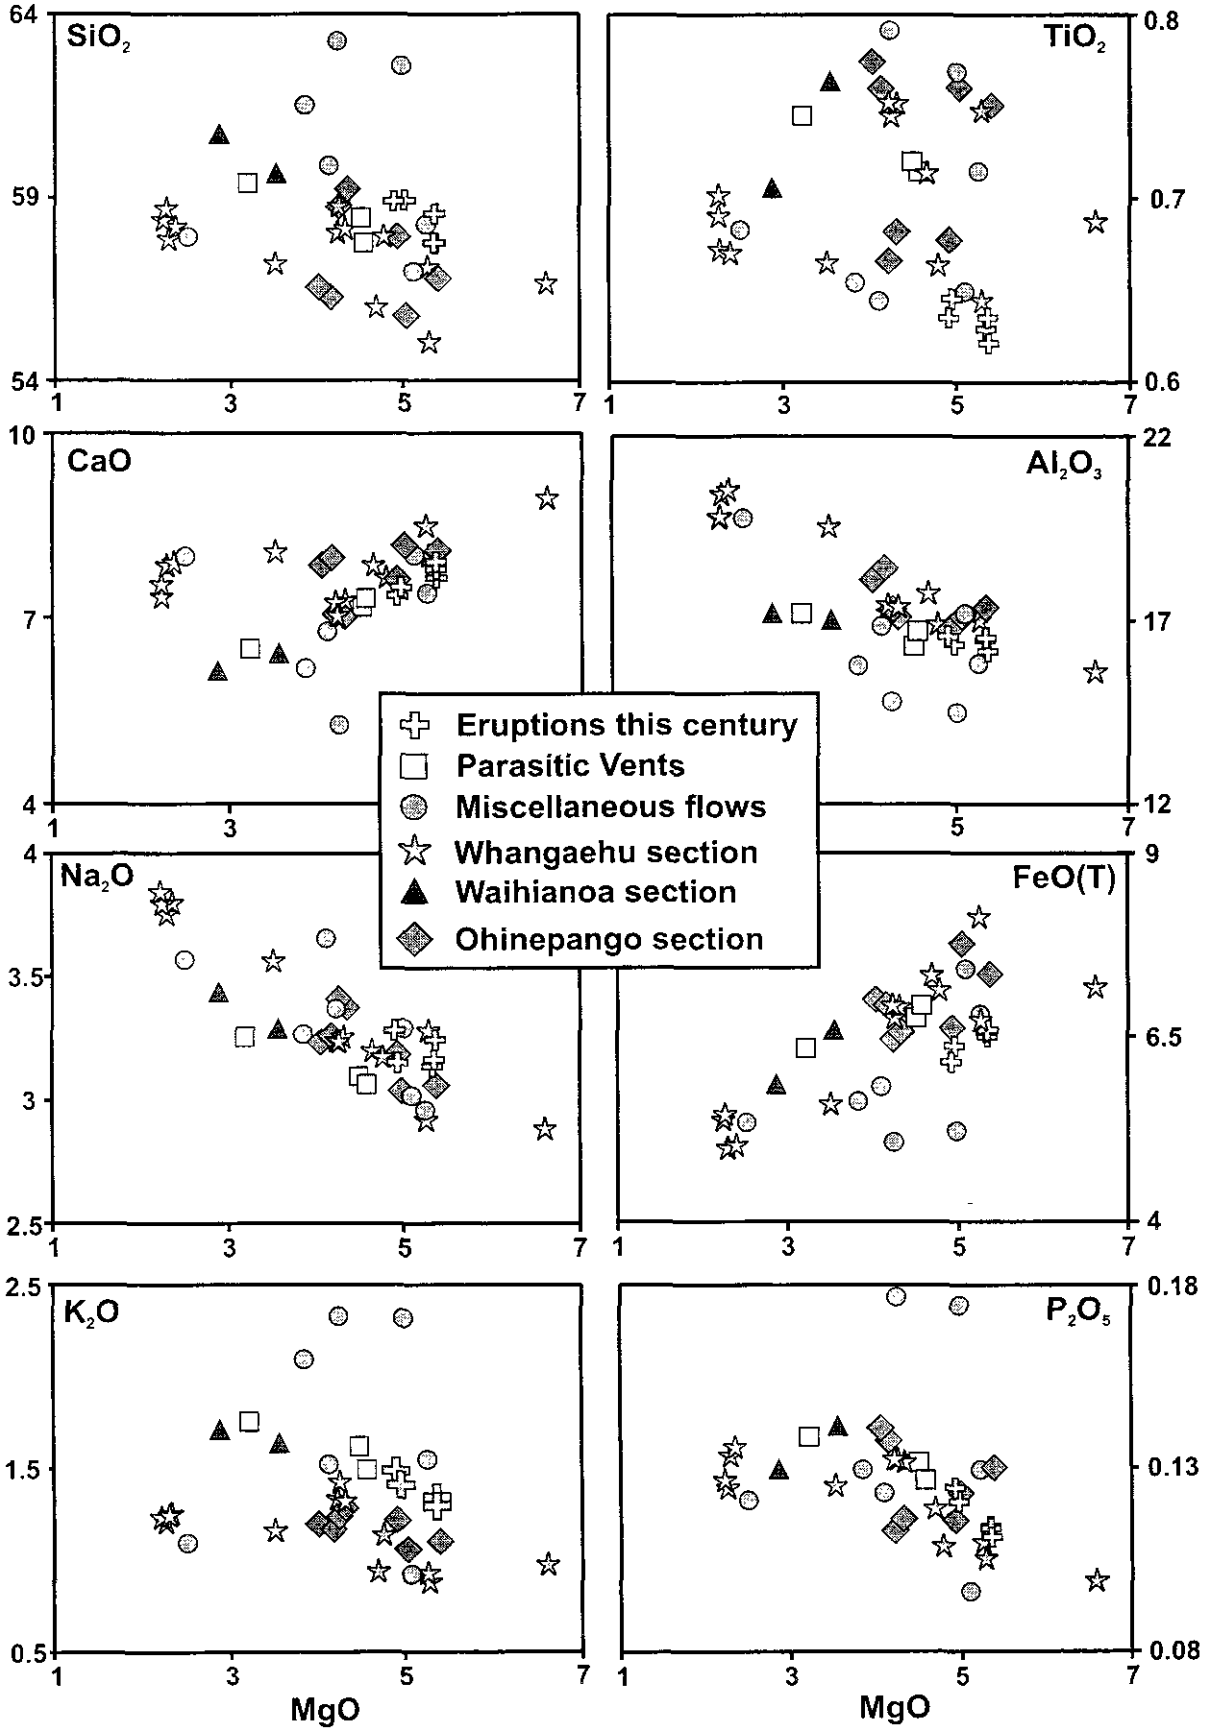 64
SiO₂
59
54
1 3 5 7
0.8
TiO₂
0.7
0.6
1 3 5 7
10
CaO
7
4
1 3
22
Al₂O₃
17
12
5 7
Eruptions this century
Parasitic Vents
Miscellaneous flows
Whangaehu section
Waihianoa section
Ohinepango section
4
Na₂O
3.5
3
2.5
1 3 5 7
9
FeO(T)
6.5
4
1 3 5 7
2.5
K₂O
1.5
0.5
1 3 5 7
MgO
0.18
P₂O₅
0.13
0.08
1 3 5 7
MgO